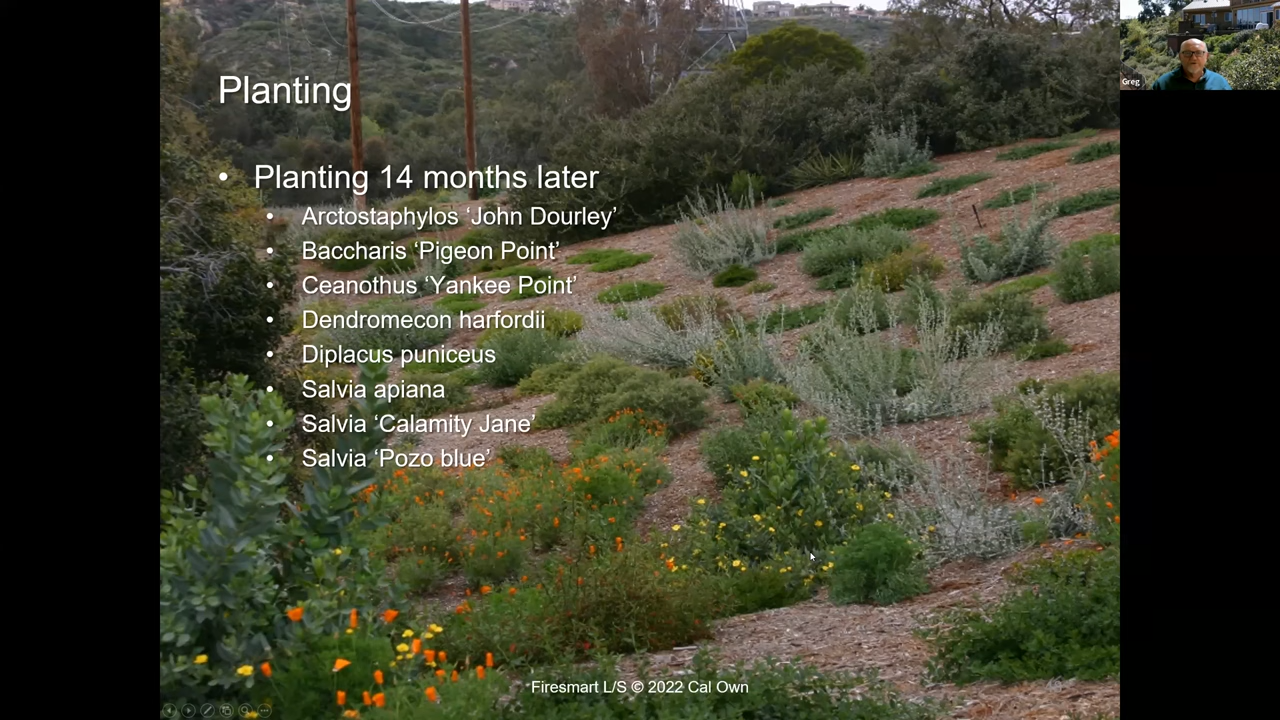 Planting
• Planting 14 months later
• Arctostaphylos ‘John Dourley’
• Baccharis ‘Pigeon Point’
• Ceanothus ‘Yankee Point’
• Dendromecon harfordii
• Diplacus puniceus
• Salvia apiana
• Salvia ‘Calamity Jane’
• Salvia ‘Pozo blue’
Firesmart L/S © 2022 Cal Own
Greg